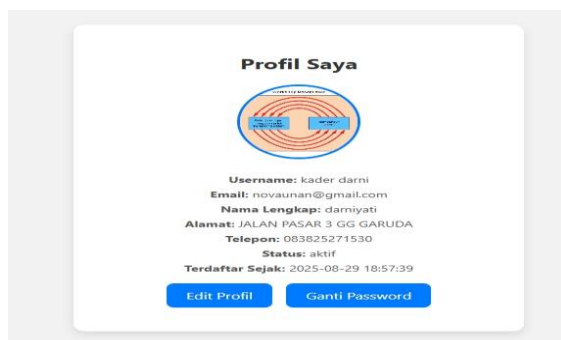 Profil Saya
Username: kader darni
Email: novaunan@gmail.com
Nama Lengkap: darniyati
Alamat: JALAN PASAR 3 GG GARUDA
Telepon: 083825271530
Status: aktif
Terdaftar Sejak: 2025-08-29 18:57:39
Edit Profil Ganti Password